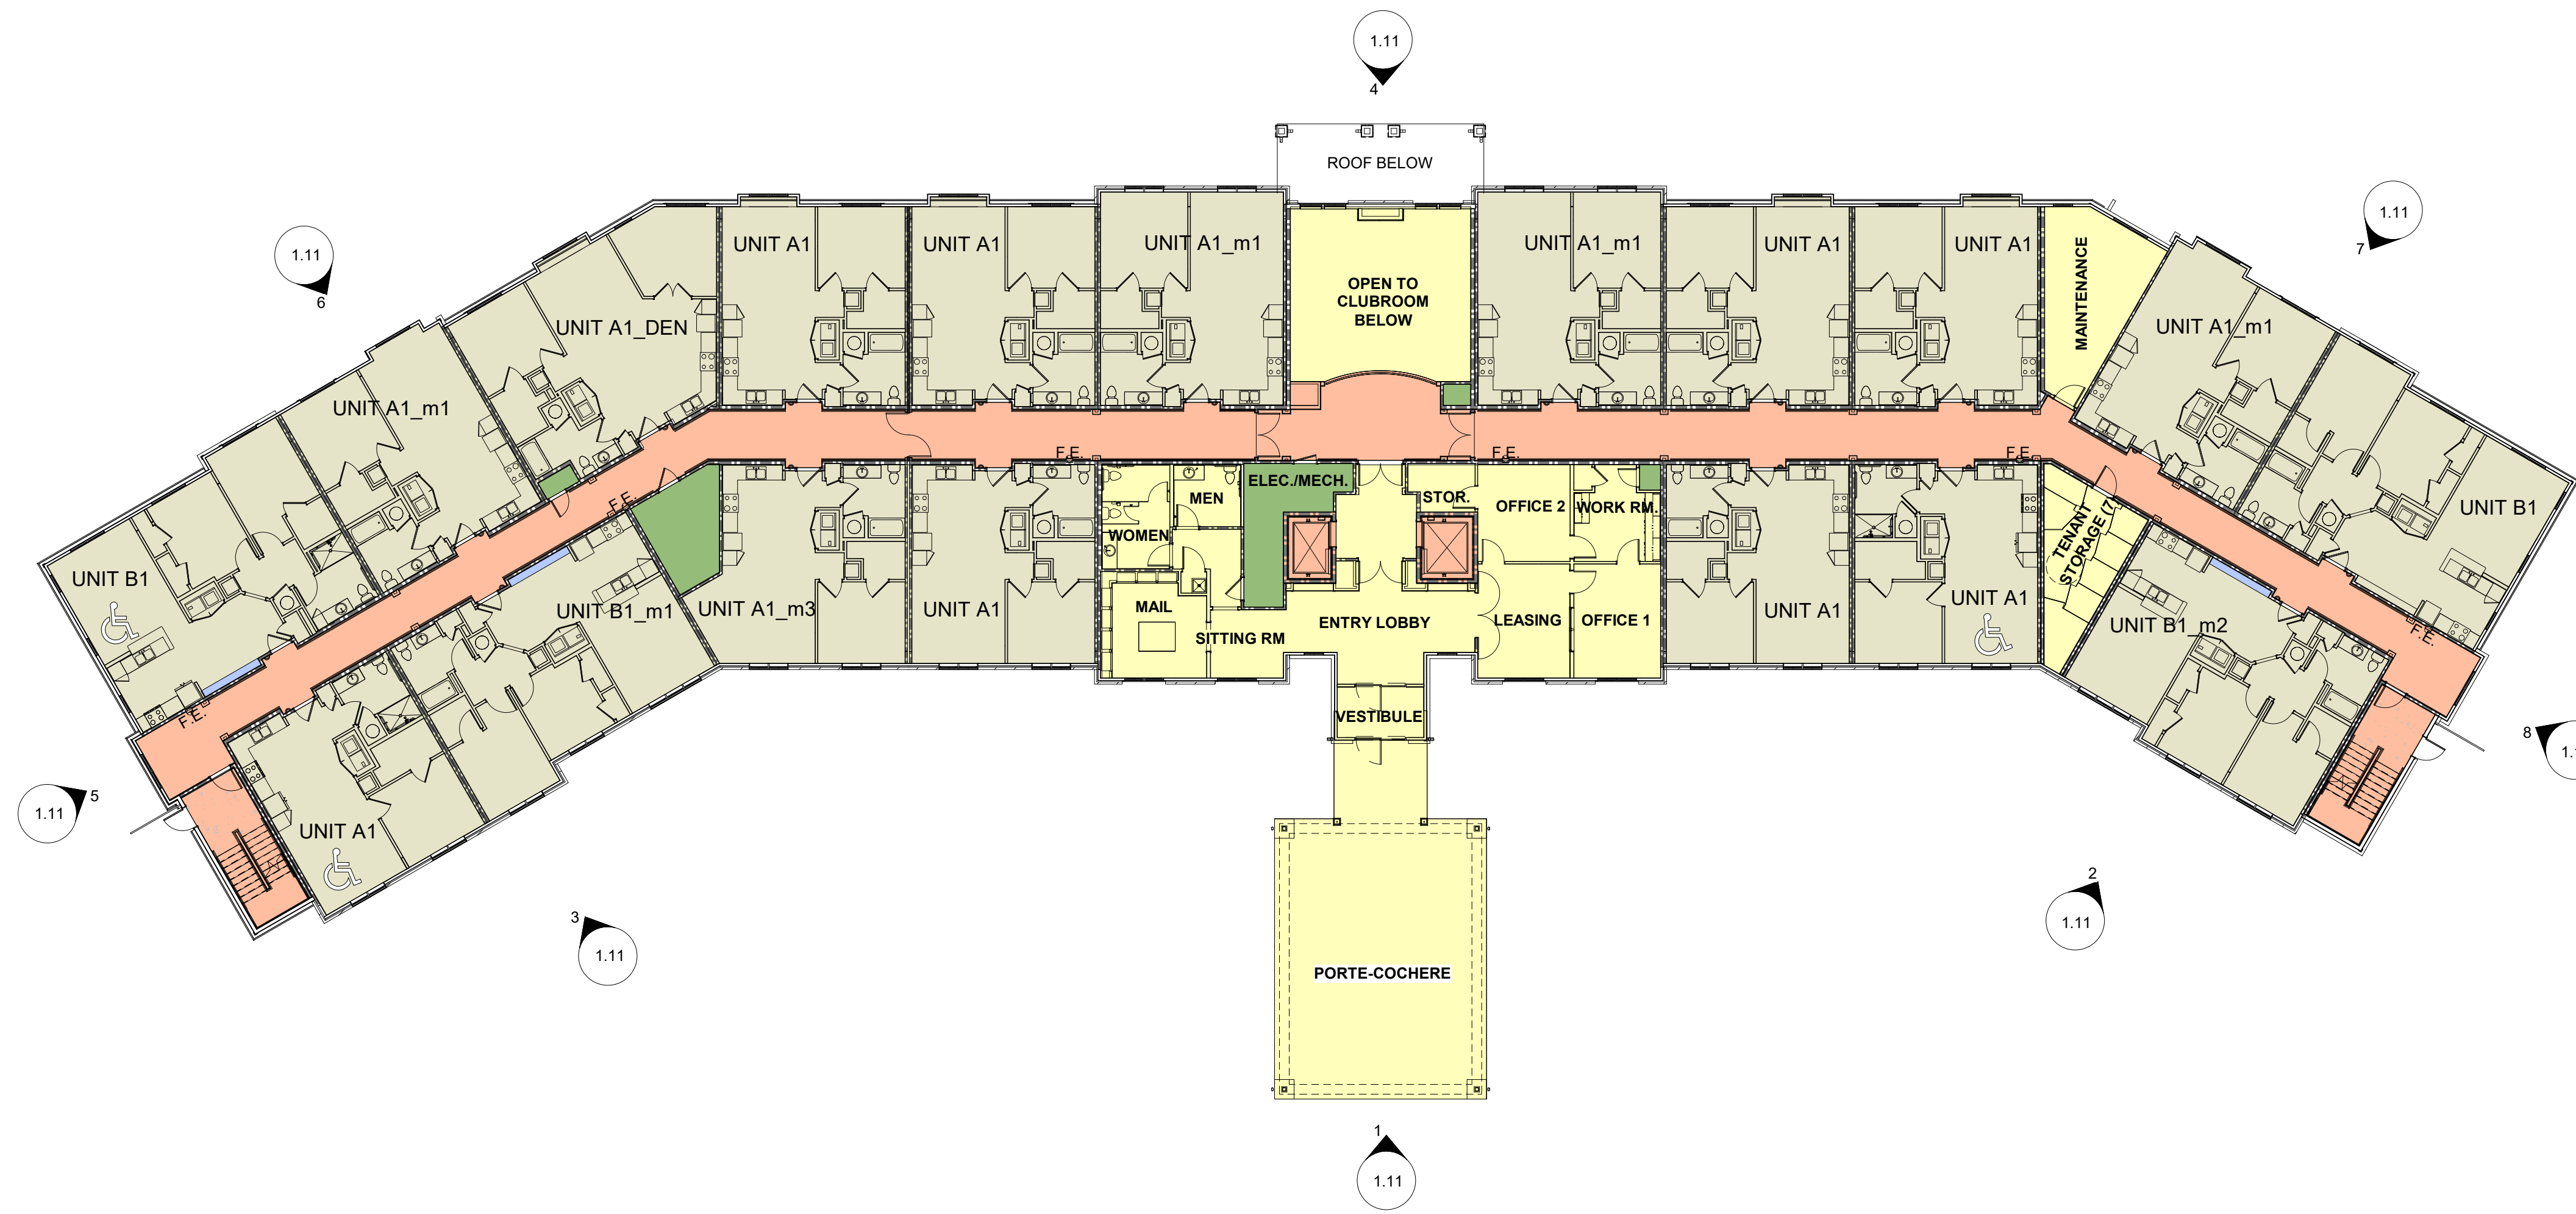 1.11
4
ROOF BELOW
1.11
7
1.11
6
UNIT A1
UNIT A1
UNIT A1_m1
UNIT A1_m1
UNIT A1
UNIT A1
MAINTENANCE
OPEN TO
CLUBROOM
BELOW
UNIT A1_DEN
UNIT A1_m1
UNIT A1_m1
F.E.
F.E.
F.E.
F.E.
ELEC./MECH.
MEN
STOR.
OFFICE 2
WORK RM.
UNIT B1
WOMEN
TENANT
STORAGE (7)
UNIT B1
UNIT B1_m1
UNIT A1_m3
UNIT A1
MAIL
SITTING RM
ENTRY LOBBY
LEASING
OFFICE 1
UNIT A1
UNIT A1
UNIT B1_m2
F.E.
F.E.
VESTIBULE
8
5
1.11
UNIT A1
2
1.11
3
1.11
PORTE-COCHERE
1
1.11